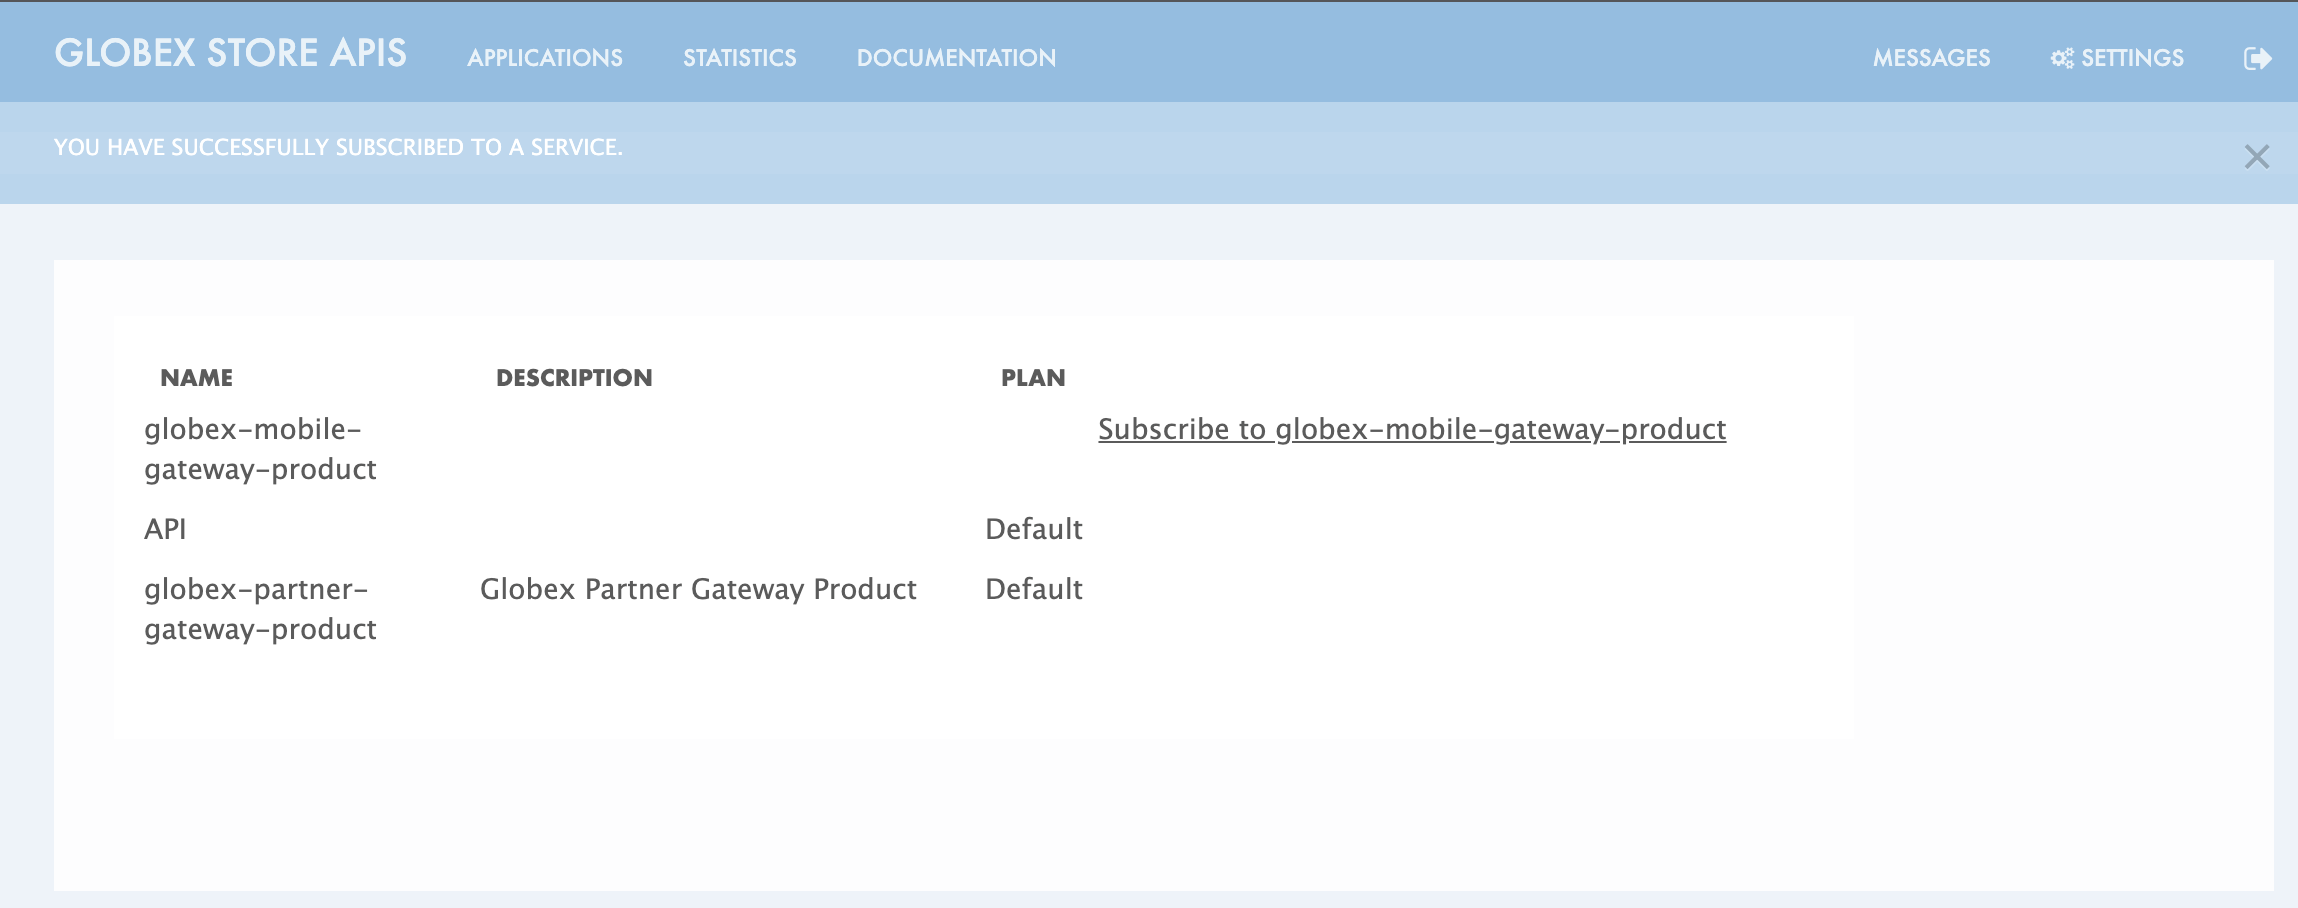 GLOBEX STORE APIS APPLICATIONS STATISTICS DOCUMENTATION MESSAGES SETTINGS
YOU HAVE SUCCESSFULLY SUBSCRIBED TO A SERVICE.
NAME DESCRIPTION PLAN
globex-mobile- Subscribe to globex-mobile-gateway-product
gateway-product
API Default
globex-partner- Globex Partner Gateway Product Default
gateway-product